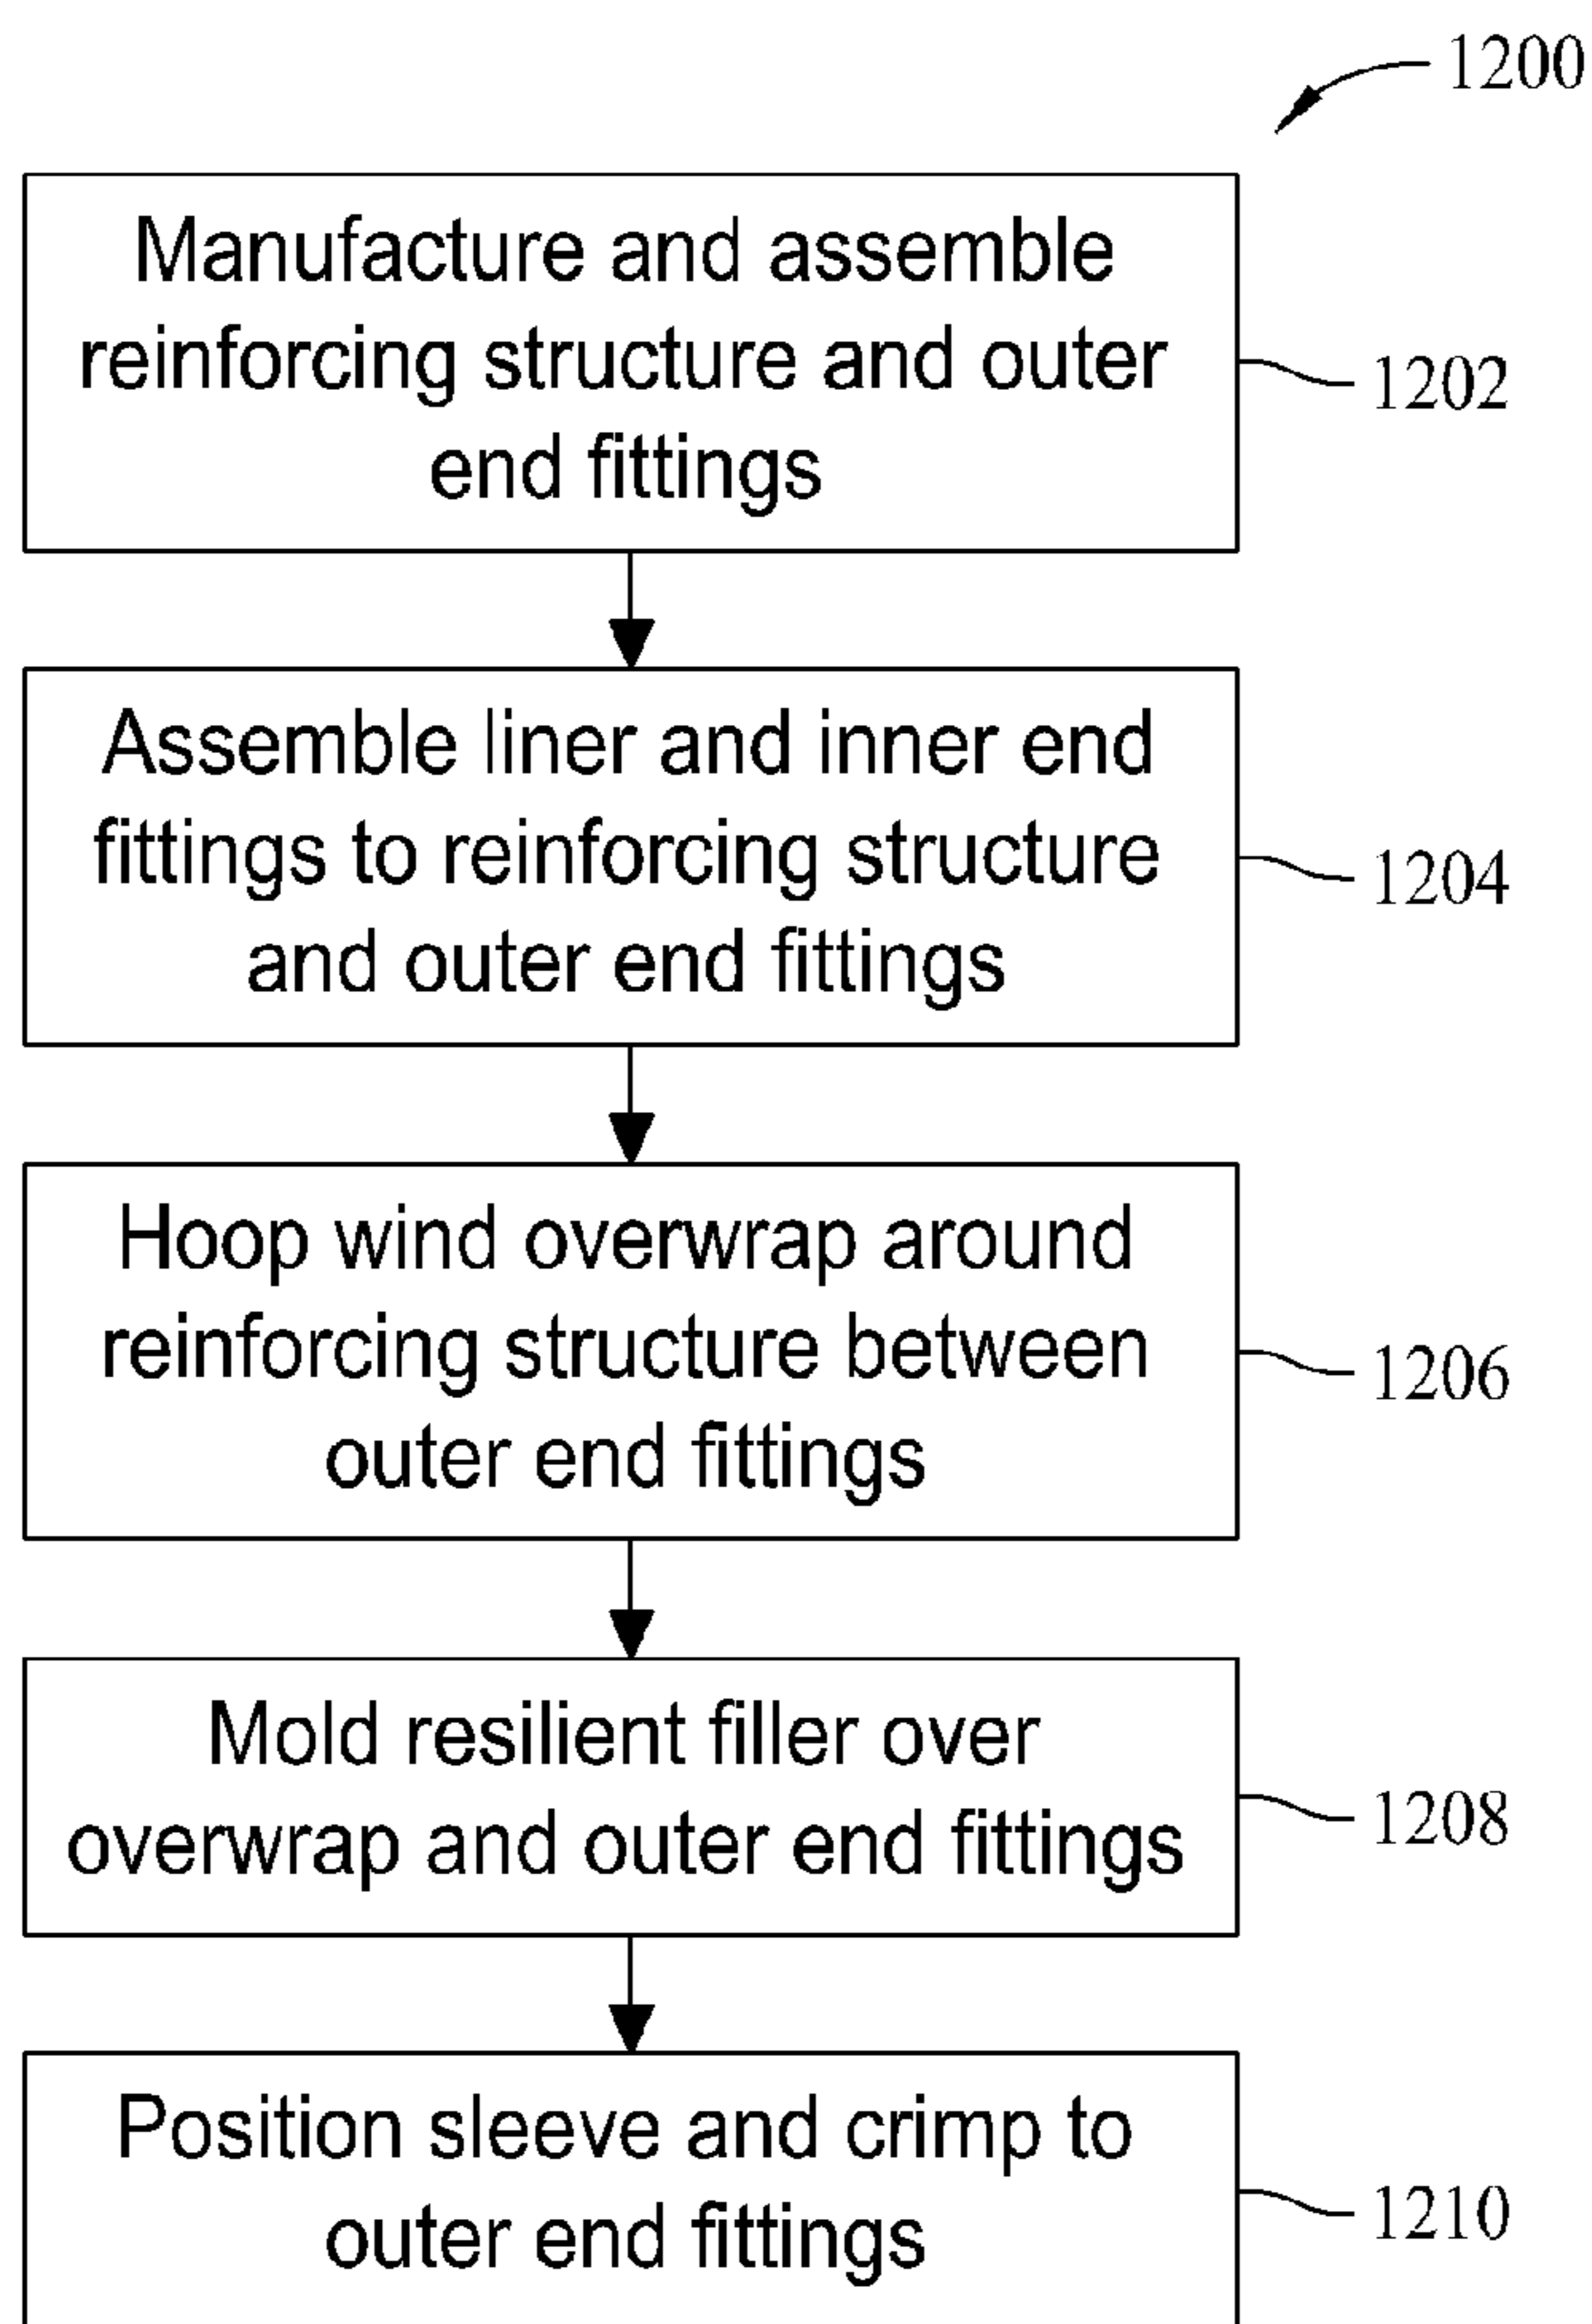 1200
Manufacture and assemble
reinforcing structure and outer
end fittings
1202
Assemble liner and inner end
fittings to reinforcing structure
and outer end fittings
1204
Hoop wind overwrap around
reinforcing structure between
outer end fittings
1206
Mold resilient filler over
overwrap and outer end fittings
1208
Position sleeve and crimp to
outer end fittings
1210